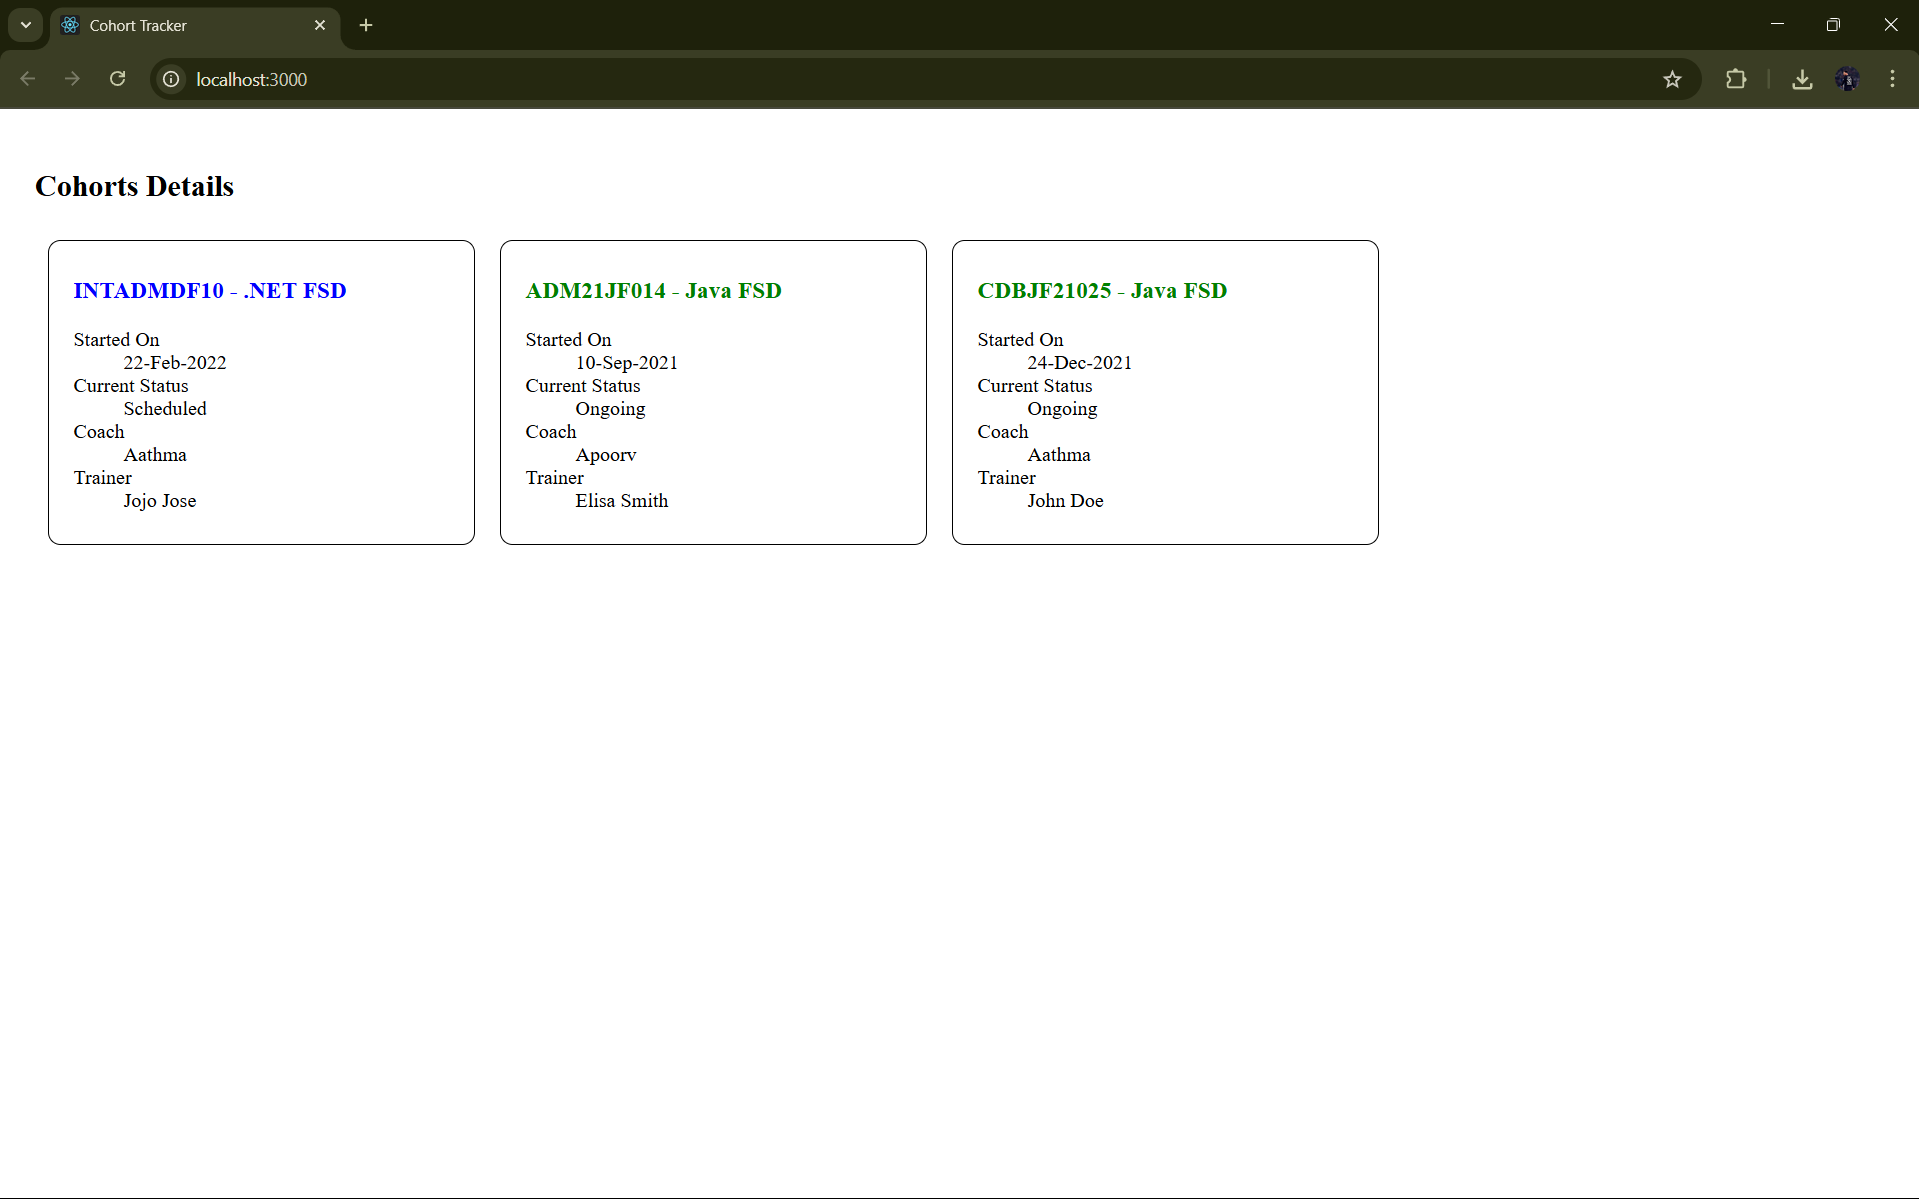 Cohort Tracker
localhost:3000
Cohorts Details
INTADMDF10 - .NET FSD
Started On
22-Feb-2022
Current Status
Scheduled
Coach
Aathma
Trainer
Jojo Jose
ADM21JF014 - Java FSD
Started On
10-Sep-2021
Current Status
Ongoing
Coach
Apoorv
Trainer
Elisa Smith
CDBJF21025 - Java FSD
Started On
24-Dec-2021
Current Status
Ongoing
Coach
Aathma
Trainer
John Doe